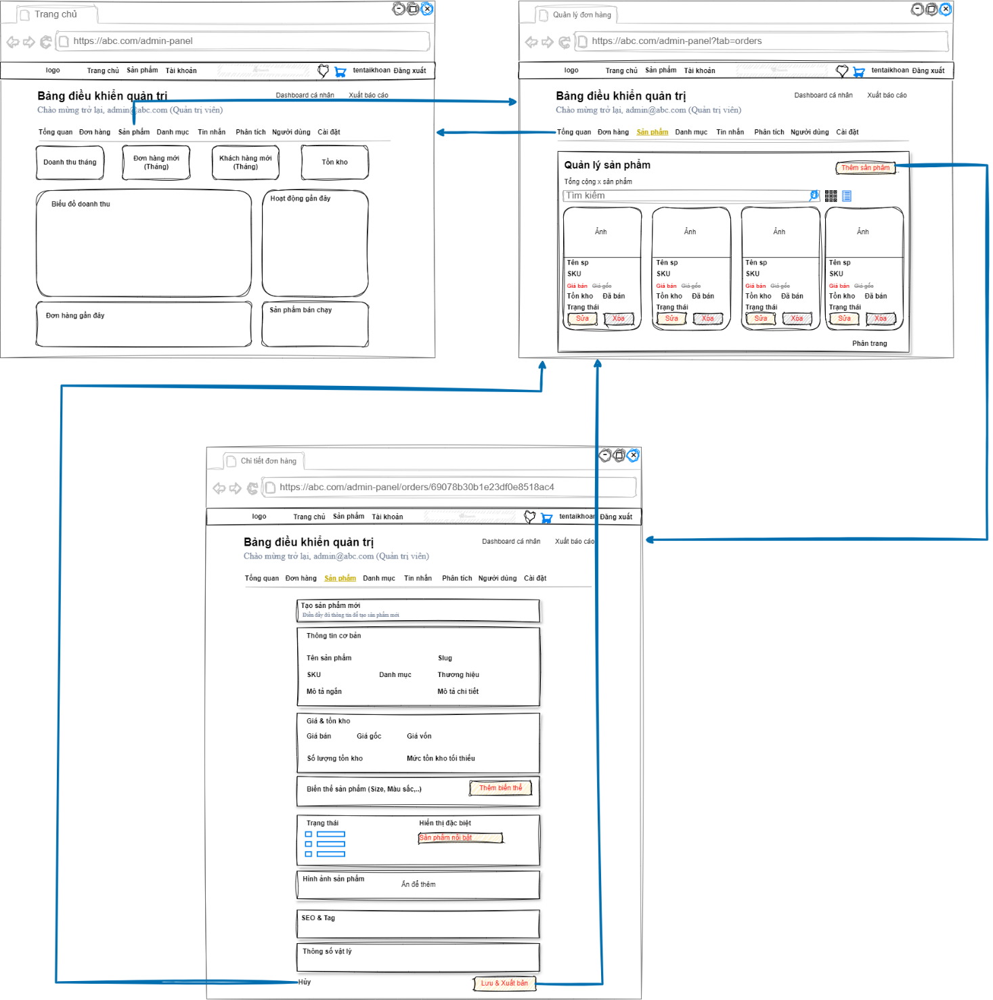 Trang chủ
https://abc.com/admin-panel
logo Trang chủ Sản phẩm Tài khoản tentaikhoan Đăng xuất
Bảng điều khiển quản trị Dashboard cá nhân Xuất báo cáo
Chào mừng trở lại, admin@abc.com (Quản trị viên)
Tổng quan Đơn hàng Sản phẩm Danh mục Tin nhắn Phân tích Người dùng Cài đặt
Doanh thu tháng
Đơn hàng mới
(Tháng)
Khách hàng mới
(Tháng)
Tồn kho
Biểu đồ doanh thu
Hoạt động gần đây
Đơn hàng gần đây
Sản phẩm bán chạy
Quản lý đơn hàng
https://abc.com/admin-panel?tab=orders
logo Trang chủ Sản phẩm Tài khoản tentaikhoan Đăng xuất
Bảng điều khiển quản trị Dashboard cá nhân Xuất báo cáo
Chào mừng trở lại, admin@abc.com (Quản trị viên)
Tổng quan Đơn hàng Sản phẩm Danh mục Tin nhắn Phân tích Người dùng Cài đặt
Quản lý sản phẩm Thêm sản phẩm
Tổng cộng x sản phẩm
Tìm kiếm
Ảnh Ảnh Ảnh Ảnh
Tên sp Tên sp Tên sp Tên sp
SKU SKU SKU SKU
Giá bán Giá gốc Giá bán Giá gốc Giá bán Giá gốc Giá bán Giá gốc
Tồn kho Đã bán Tồn kho Đã bán Tồn kho Đã bán Tồn kho Đã bán
Trạng thái Trạng thái Trạng thái Trạng thái
Sửa Xóa Sửa Xóa Sửa Xóa Sửa Xóa
Phân trang
Chi tiết đơn hàng
https://abc.com/admin-panel/orders/69078b30b1e23df0e8518ac4
logo Trang chủ Sản phẩm Tài khoản tentaikhoan Đăng xuất
Bảng điều khiển quản trị Dashboard cá nhân Xuất báo cáo
Chào mừng trở lại, admin@abc.com (Quản trị viên)
Tổng quan Đơn hàng Sản phẩm Danh mục Tin nhắn Phân tích Người dùng Cài đặt
Tạo sản phẩm mới
Điền đầy đủ thông tin để tạo sản phẩm mới
Thông tin cơ bản
Tên sản phẩm Slug
SKU Danh mục Thương hiệu
Mô tả ngắn Mô tả chi tiết
Giá & tồn kho
Giá bán Giá gốc Giá vốn
Số lượng tồn kho Mức tồn kho tối thiểu
Biến thể sản phẩm (Size, Màu sắc,..) Thêm biến thể
Trạng thái Hiển thị đặc biệt
Sản phẩm nổi bật
Hình ảnh sản phẩm
Ấn để thêm
SEO & Tag
Thông số vật lý
Hủy Lưu & Xuất bản